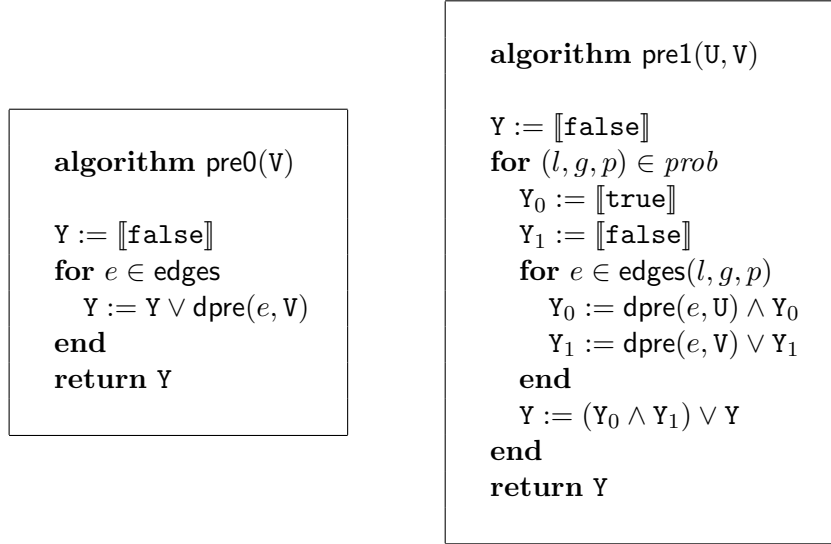 algorithm pre0(V)
Y := ⟦false⟧
for e ∈ edges
Y := Y ∨ dpre(e, V)
end
return Y
algorithm pre1(U, V)
Y := ⟦false⟧
for (l, g, p) ∈ prob
Y₀ := ⟦true⟧
Y₁ := ⟦false⟧
for e ∈ edges(l, g, p)
Y₀ := dpre(e, U) ∧ Y₀
Y₁ := dpre(e, V) ∨ Y₁
end
Y := (Y₀ ∧ Y₁) ∨ Y
end
return Y